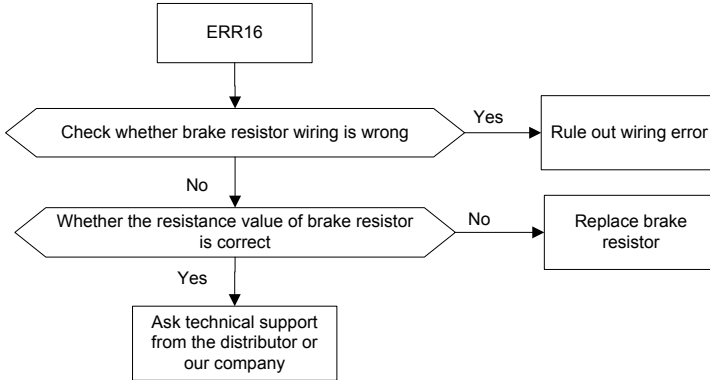 ERR16
Check whether brake resistor wiring is wrong
Yes
Rule out wiring error
No
Whether the resistance value of brake resistor
is correct
No
Replace brake
resistor
Yes
Ask technical support
from the distributor or
our company